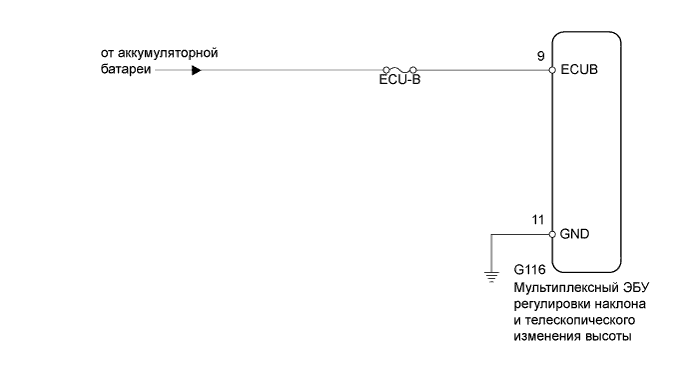 от аккумуляторной
батареи
ECU-B
9
ECUB
11
GND
G116
Мультиплексный ЭБУ
регулировки наклона
и телескопического
изменения высоты